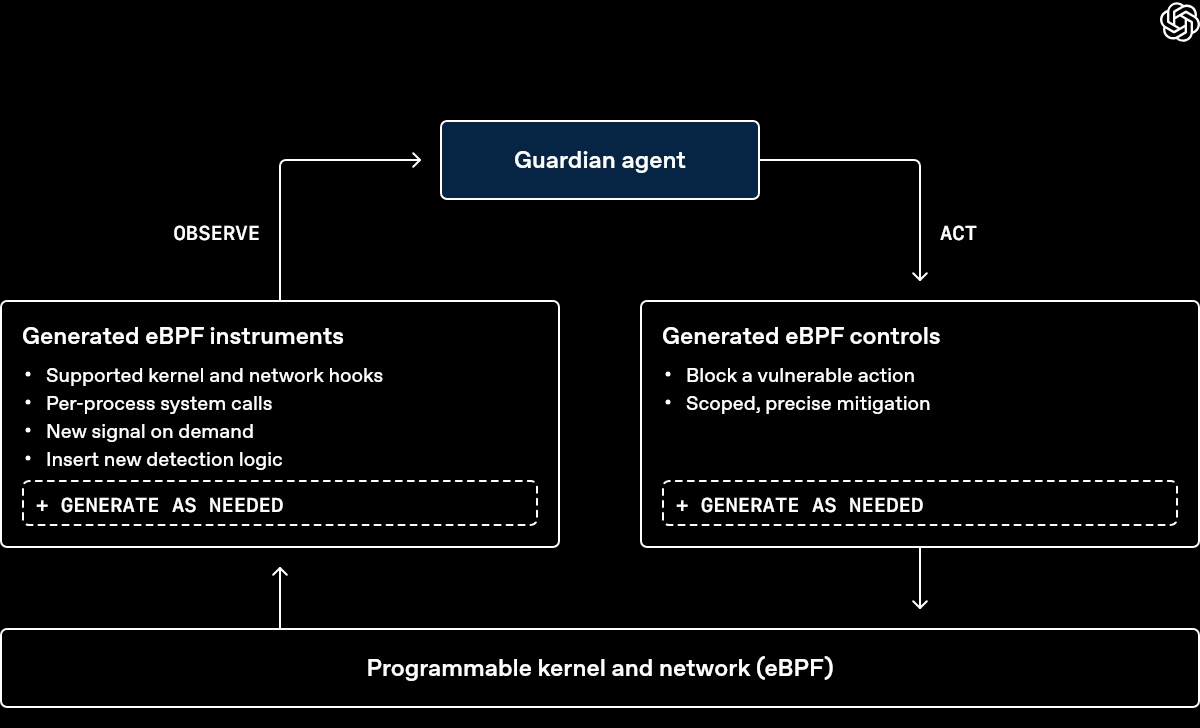 Guardian agent
OBSERVE
ACT
Generated eBPF instruments
• Supported kernel and network hooks
• Per-process system calls
• New signal on demand
• Insert new detection logic
+ GENERATE AS NEEDED
Generated eBPF controls
• Block a vulnerable action
• Scoped, precise mitigation
+ GENERATE AS NEEDED
Programmable kernel and network (eBPF)